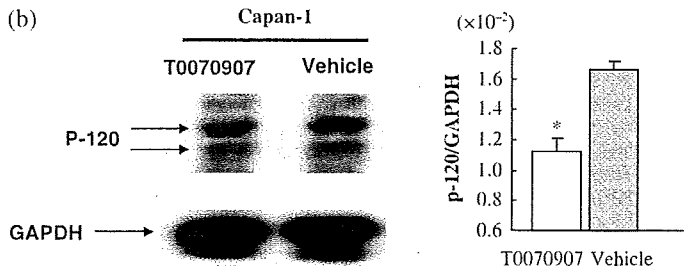 (b)
Capan-1
T0070907 Vehicle
P-120
GAPDH
(×10⁻²)
p-120/GAPDH
1.8
1.6
1.4
1.2
1.0
0.8
0.6
*
T0070907 Vehicle